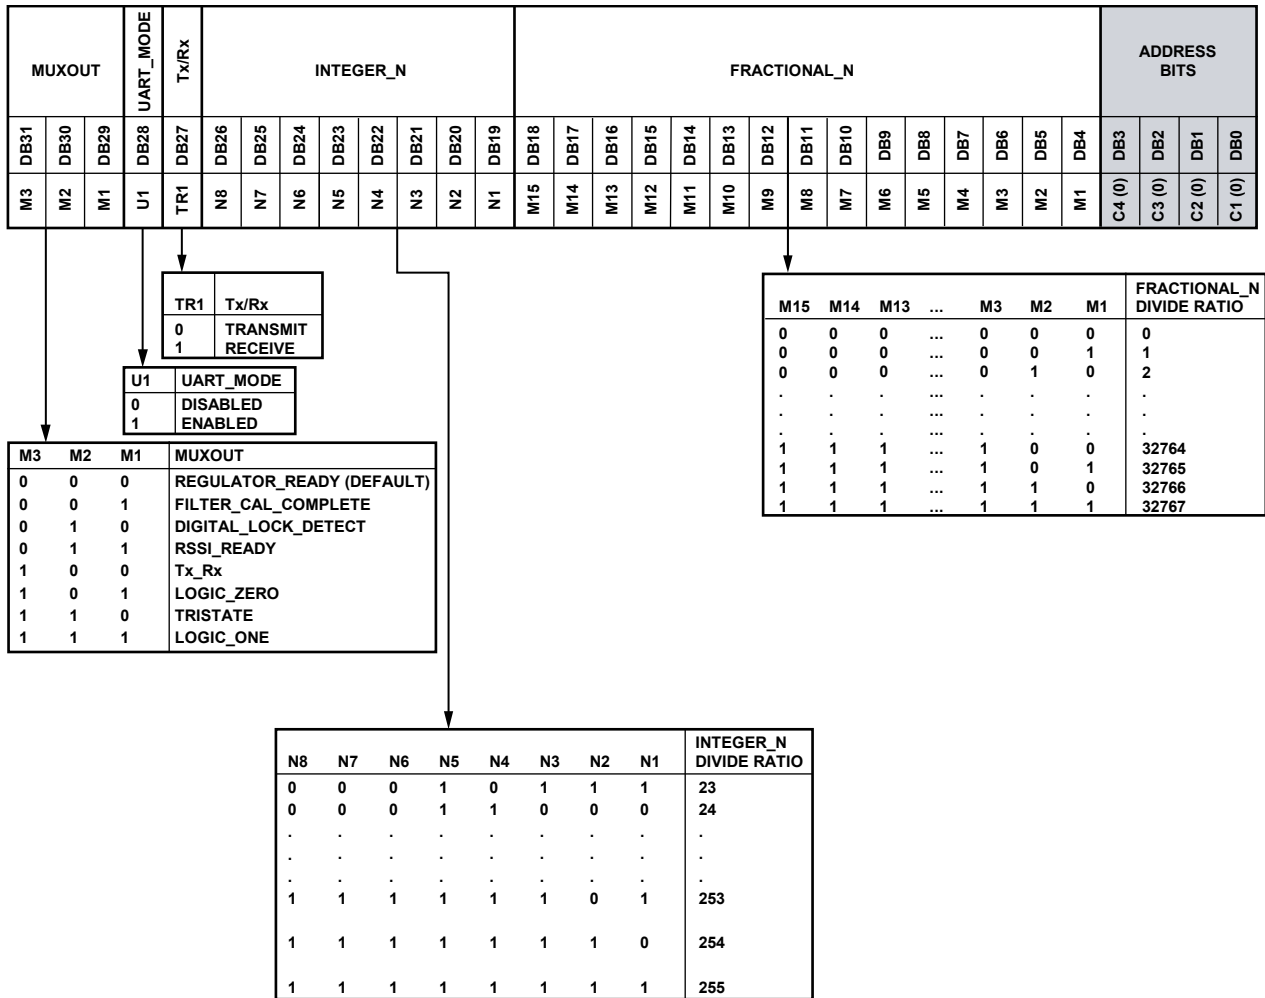 MUXOUT UART_MODE Tx/Rx INTEGER_N FRACTIONAL_N ADDRESS BITS
DB31 DB30 DB29 DB28 DB27 DB26 DB25 DB24 DB23 DB22 DB21 DB20 DB19 DB18 DB17 DB16 DB15 DB14 DB13 DB12 DB11 DB10 DB9 DB8 DB7 DB6 DB5 DB4 DB3 DB2 DB1 DB0
M3 M2 M1 U1 TR1 N8 N7 N6 N5 N4 N3 N2 N1 M15 M14 M13 M12 M11 M10 M9 M8 M7 M6 M5 M4 M3 M2 M1 C4 (0) C3 (0) C2 (0) C1 (0)
TR1 Tx/Rx
0 TRANSMIT
1 RECEIVE
U1 UART_MODE
0 DISABLED
1 ENABLED
M3 M2 M1 MUXOUT
0 0 0 REGULATOR_READY (DEFAULT)
0 0 1 FILTER_CAL_COMPLETE
0 1 0 DIGITAL_LOCK_DETECT
0 1 1 RSSI_READY
1 0 0 Tx_Rx
1 0 1 LOGIC_ZERO
1 1 0 TRISTATE
1 1 1 LOGIC_ONE
M15 M14 M13 ... M3 M2 M1 FRACTIONAL_N DIVIDE RATIO
0 0 0 ... 0 0 0 0
0 0 0 ... 0 0 1 1
0 0 0 ... 0 1 0 2
. . . ... . . . .
. . . ... . . . .
. . . ... . . . .
1 1 1 ... 1 0 0 32764
1 1 1 ... 1 0 1 32765
1 1 1 ... 1 1 0 32766
1 1 1 ... 1 1 1 32767
N8 N7 N6 N5 N4 N3 N2 N1 INTEGER_N DIVIDE RATIO
0 0 0 1 0 1 1 1 23
0 0 0 1 1 0 0 0 24
. . . . . . . . .
. . . . . . . . .
. . . . . . . . .
1 1 1 1 1 1 0 1 253
1 1 1 1 1 1 1 0 254
1 1 1 1 1 1 1 1 255